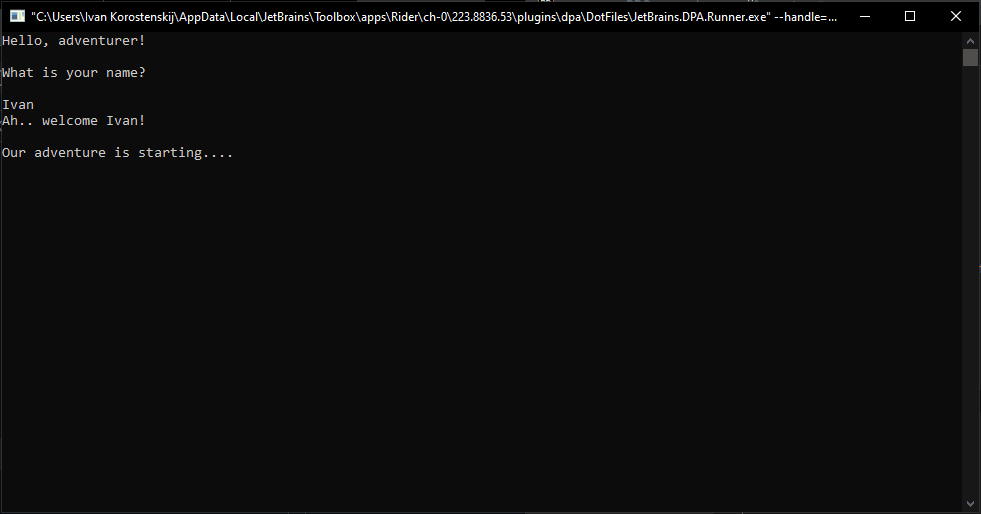 "C:\Users\Ivan Korostenskij\AppData\Local\JetBrains\Toolbox\apps\Rider\ch-0\223.8836.53\plugins\dpa\DotFiles\JetBrains.DPA.Runner.exe" --handle=...
Hello, adventurer!
What is your name?
Ivan
Ah.. welcome Ivan!
Our adventure is starting....